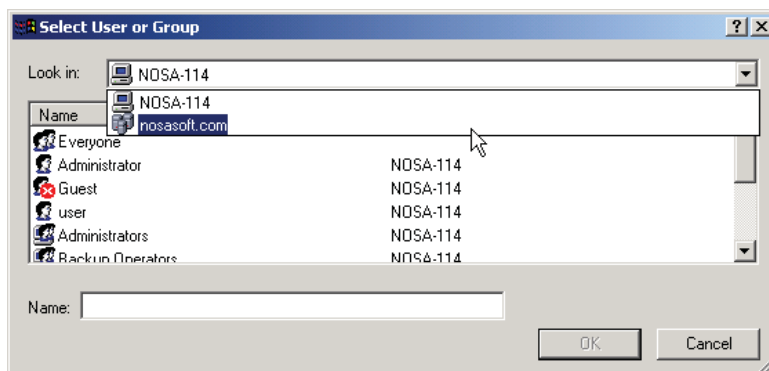 Select User or Group
Look in: NOSA-114
NOSA-114
Name
nosasoft.com
Everyone
Administrator NOSA-114
Guest NOSA-114
user NOSA-114
Administrators NOSA-114
Backup Operators NOSA-114
Name:
OK Cancel